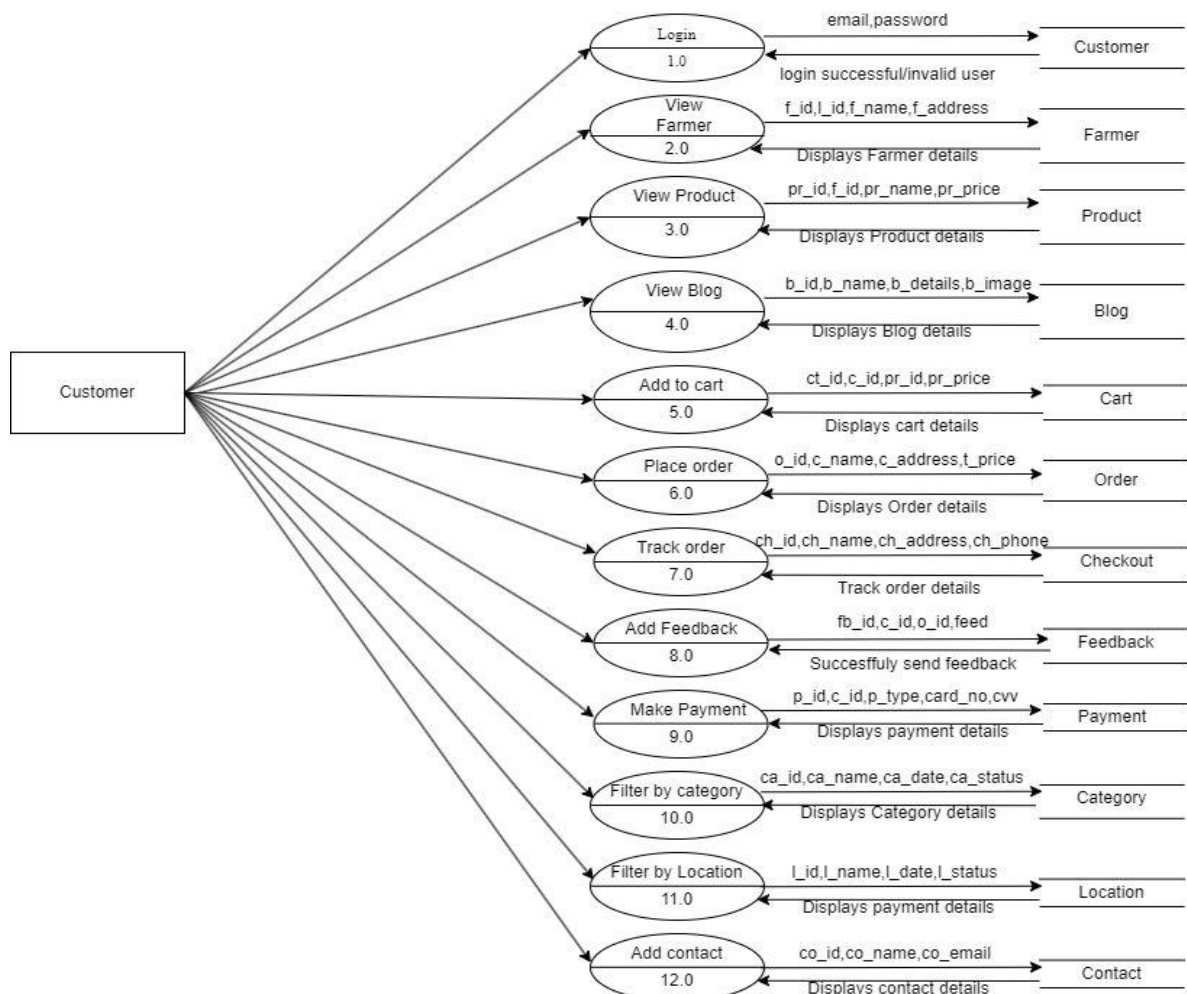 Login
1.0
email,password
login successful/invalid user
Customer
View
Farmer
2.0
f_id,l_id,f_name,f_address
Displays Farmer details
Farmer
View Product
3.0
pr_id,f_id,pr_name,pr_price
Displays Product details
Product
View Blog
4.0
b_id,b_name,b_details,b_image
Displays Blog details
Blog
Customer
Add to cart
5.0
ct_id,c_id,pr_id,pr_price
Displays cart details
Cart
Place order
6.0
o_id,c_name,c_address,t_price
Displays Order details
Order
Track order
7.0
ch_id,ch_name,ch_address,ch_phone
Track order details
Checkout
Add Feedback
8.0
fb_id,c_id,o_id,feed
Succesffuly send feedback
Feedback
Make Payment
9.0
p_id,c_id,p_type,card_no,cvv
Displays payment details
Payment
Filter by category
10.0
ca_id,ca_name,ca_date,ca_status
Displays Category details
Category
Filter by Location
11.0
l_id,l_name,l_date,l_status
Displays payment details
Location
Add contact
12.0
co_id,co_name,co_email
Displays contact details
Contact